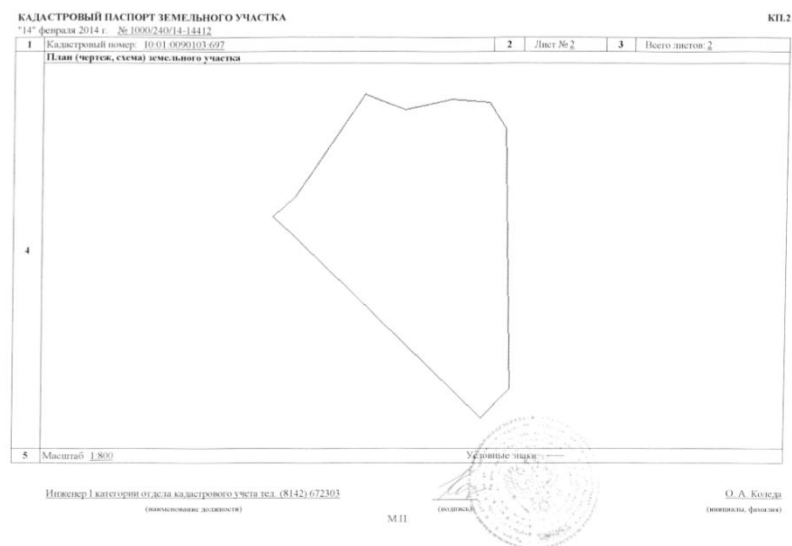 КАДАСТРОВЫЙ ПАСПОРТ ЗЕМЕЛЬНОГО УЧАСТКА КП.2
"14" февраля 2014 г. № 1000/240/14-14412
1 Кадастровый номер: 10:01:0090103:697 2 Лист № 2 3 Всего листов: 2
План (чертеж, схема) земельного участка
4
5 Масштаб 1:800 Условные знаки:
Инженер I категории отдела кадастрового учета тел. (8142) 672303 О. А. Коледа
(наименование должности) (подпись) (инициалы, фамилия)
М.П.